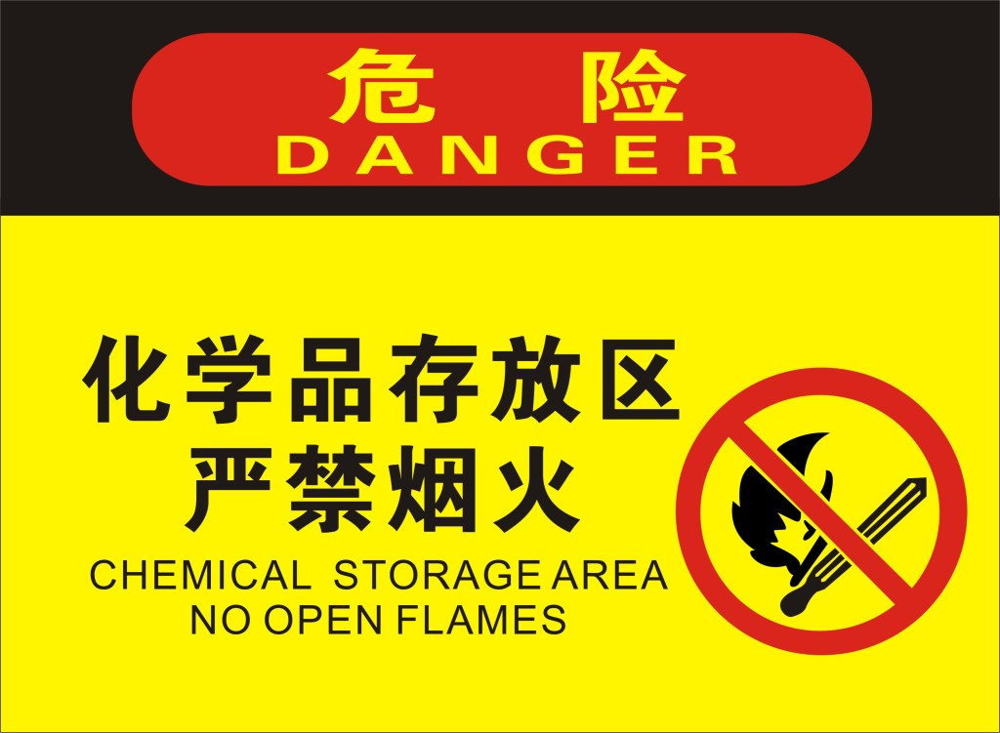 危 险
DANGER
化学品存放区
严禁烟火
CHEMICAL STORAGE AREA
NO OPEN FLAMES